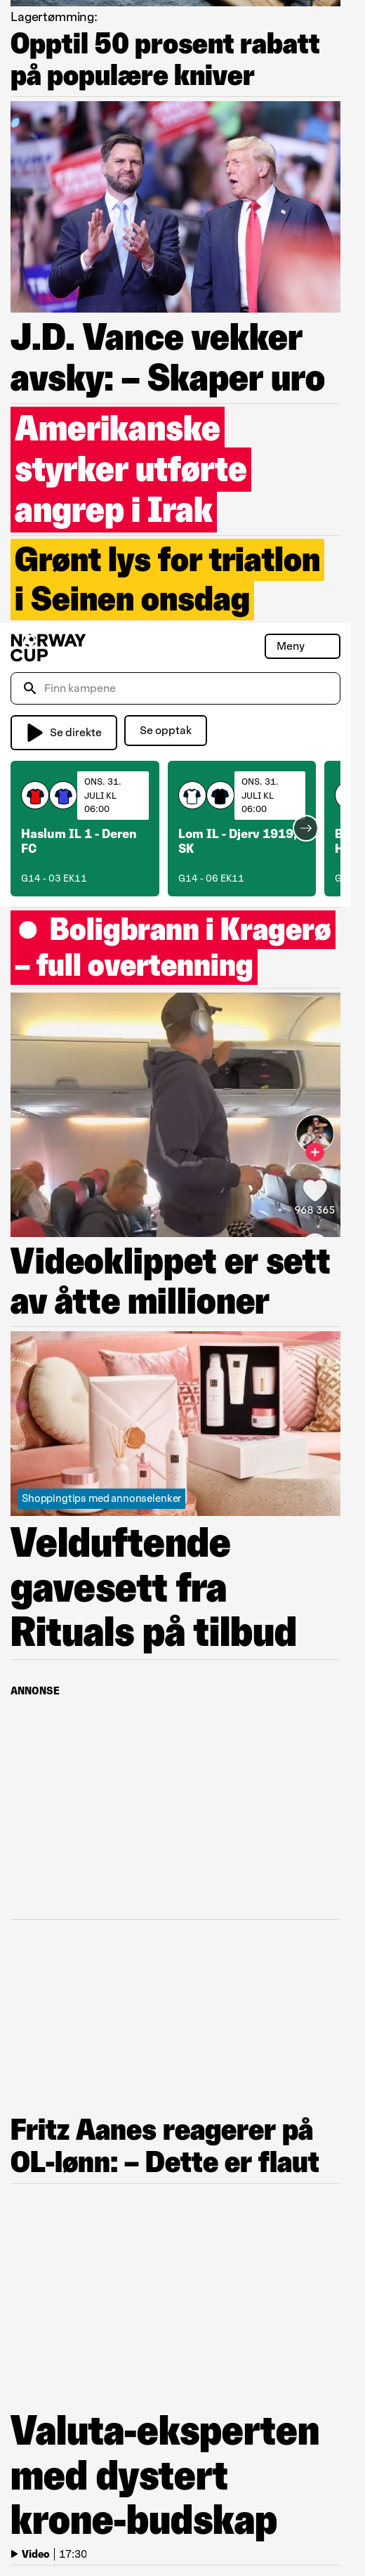 Lagertømming:
Opptil 50 prosent rabatt
på populære kniver
J.D. Vance vekker
avsky: – Skaper uro
Amerikanske
styrker utførte
angrep i Irak
Grønt lys for triatlon
i Seinen onsdag
NORWAY
CUP
Meny
Finn kampene
Se direkte
Se opptak
ONS. 31.
JULI KL
06:00
Haslum IL 1 - Deren
FC
G14 - 03 EK11
ONS. 31.
JULI KL
06:00
Lom IL - Djerv 1919
SK
G14 - 06 EK11
Boligbrann i Kragerø
– full overtenning
968 365
Videoklippet er sett
av åtte millioner
Shoppingtips med annonselenker
Velduftende
gavesett fra
Rituals på tilbud
ANNONSE
Fritz Aanes reagerer på
OL-lønn: – Dette er flaut
Valuta-eksperten
med dystert
krone-budskap
Video | 17:30